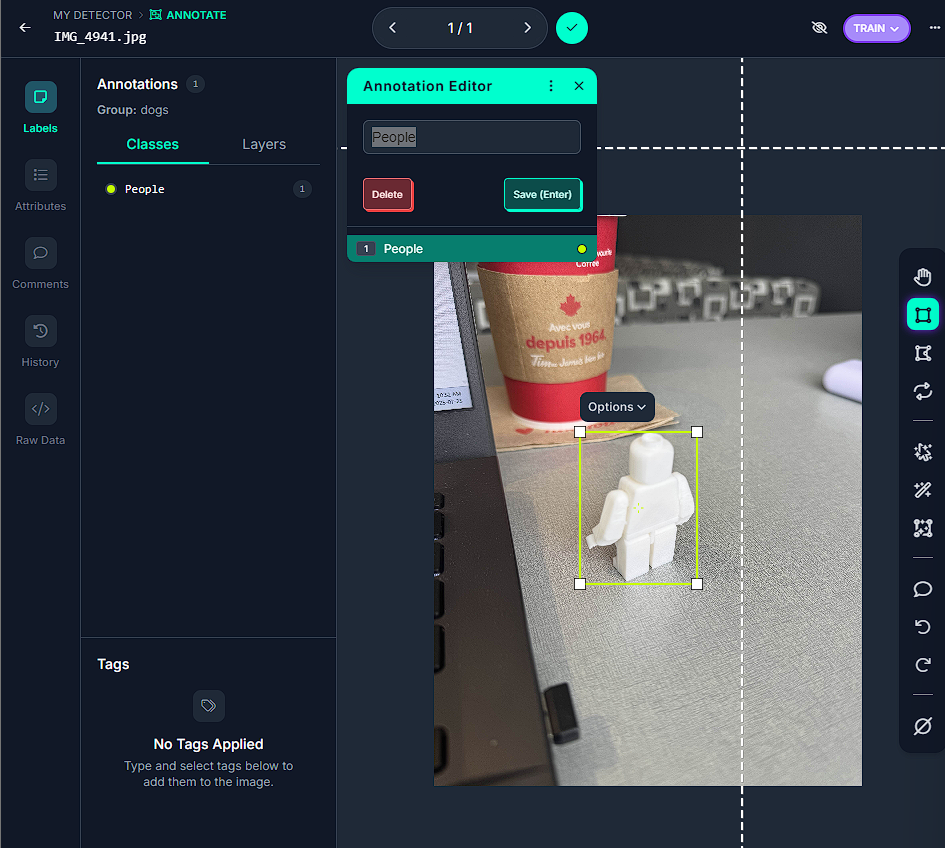 MY DETECTOR > ANNOTATE
IMG_4941.jpg
1 / 1
TRAIN
Labels
Attributes
Comments
History
Raw Data
Annotations 1
Group: dogs
Classes Layers
People 1
Annotation Editor
People
Delete Save (Enter)
1 People
Coffee
Avec vous
depuis 1964.
Options
Tags
No Tags Applied
Type and select tags below to
add them to the image.